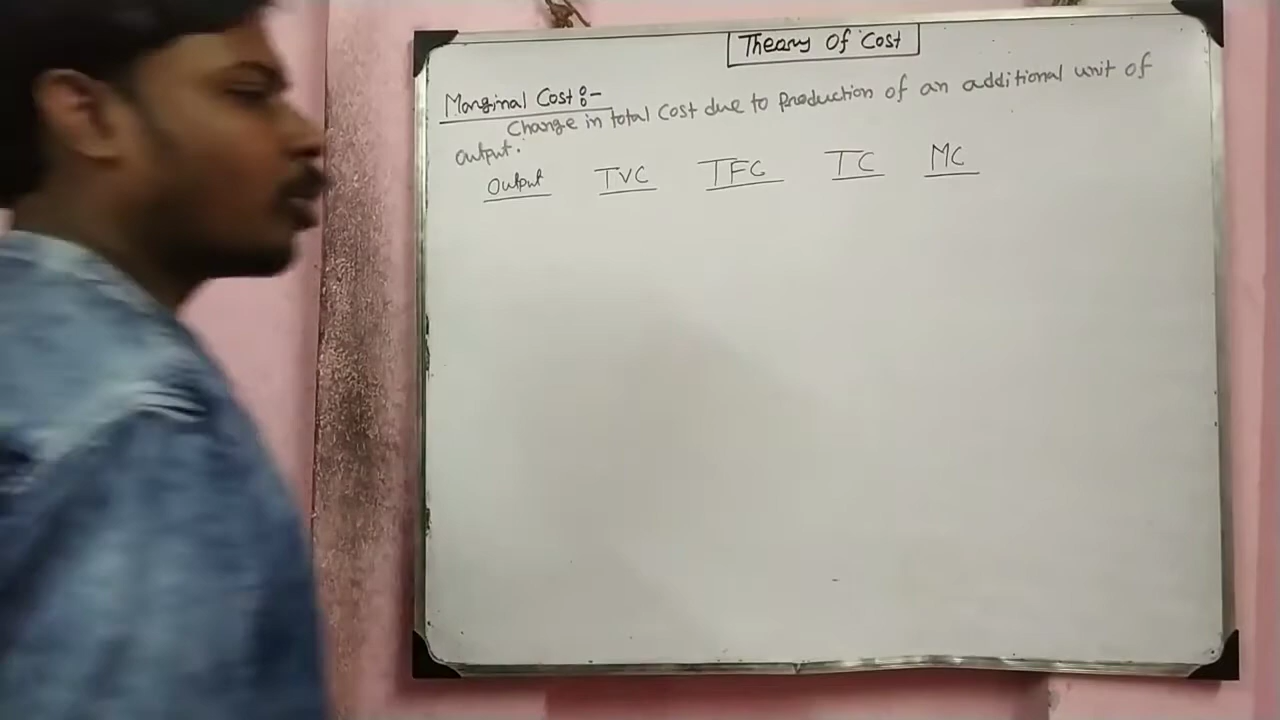 Theory Of Cost
Marginal Cost :-
Change in total Cost due to Production of an additional unit of
output.
Output TVC TFC TC MC